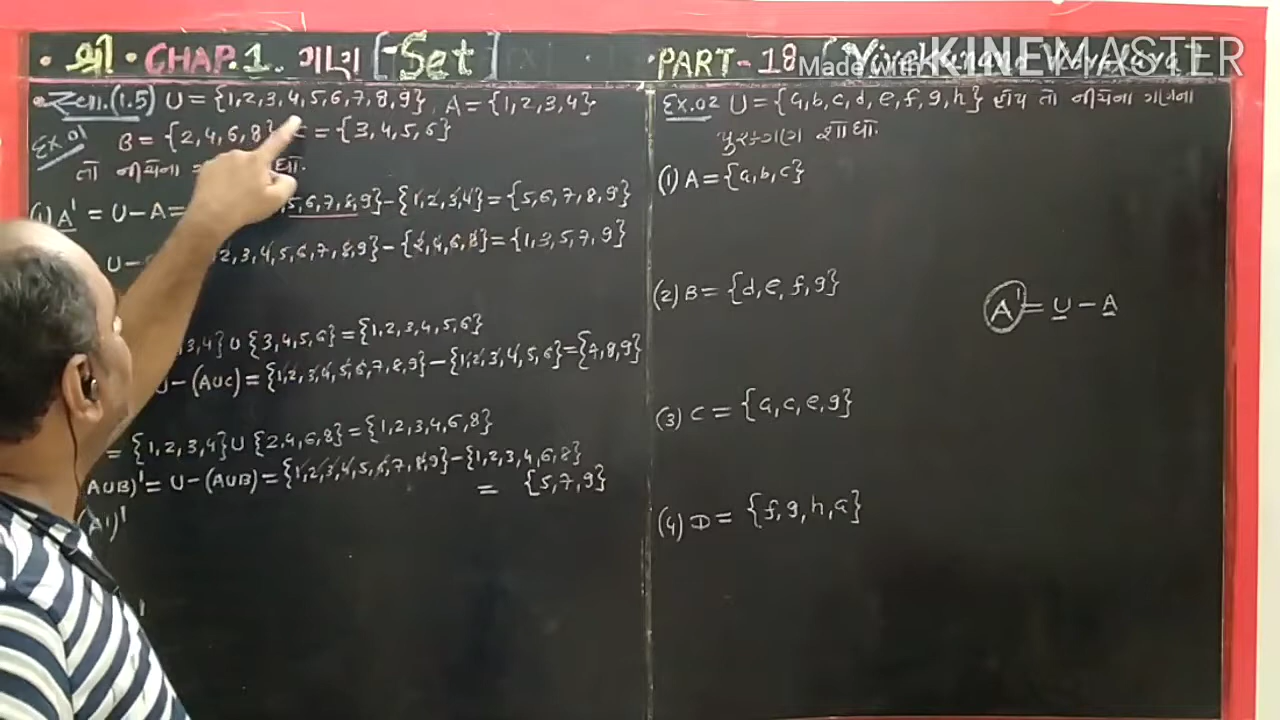 શ્રી • CHAP.1. ગણ [Set]
PART-18 [Vivekanand
Made with KINEMASTER
(1.5) U = {1,2,3,4,5,6,7,8,9}, A = {1,2,3,4}
Ex 01 B = {2,4,6,8} C = {3,4,5,6}
તો નીચેના
(1) A' = U-A = ,5,6,7,8,9}-{1,2,3,4} = {5,6,7,8,9}
U- 2,3,4,5,6,7,8,9} - {2,4,6,8} = {1,3,5,7,9}
,3,4} U {3,4,5,6} = {1,2,3,4,5,6}
U-(AUC) = {1,2,3,4,5,6,7,8,9} - {1,2,3,4,5,6} = {7,8,9}
= {1,2,3,4} U {2,4,6,8} = {1,2,3,4,6,8}
AUB)' = U-(AUB) = {1,2,3,4,5,6,7,8,9} - {1,2,3,4,6,8}
= {5,7,9}
(A')'
Ex.02 U = {a,b,c,d,e,f,g,h} હોય તો નીચેના ગણના
પુરકગણ શોધો.
(1) A = {a,b,c}
(2) B = {d,e,f,g}
A' = U - A
(3) C = {a,c,e,g}
(4) D = {f,g,h,a}